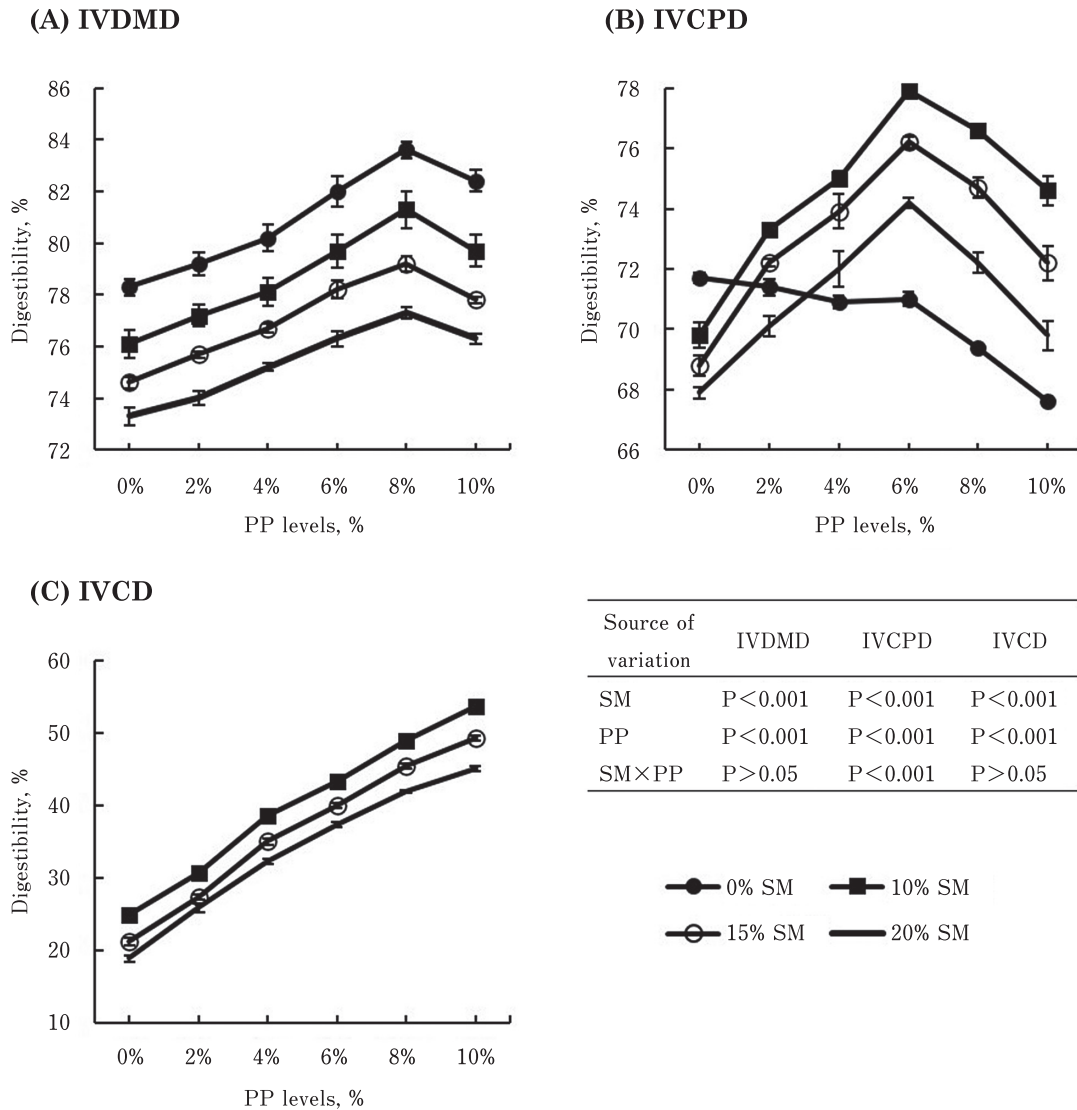 (A) IVDMD
Digestibility, %
86
84
82
80
78
76
74
72
0% 2% 4% 6% 8% 10%
PP levels, %
(B) IVCPD
Digestibility, %
78
76
74
72
70
68
66
0% 2% 4% 6% 8% 10%
PP levels, %
(C) IVCD
Digestibility, %
60
50
40
30
20
10
0% 2% 4% 6% 8% 10%
PP levels, %
Source of
variation IVDMD IVCPD IVCD
SM P<0.001 P<0.001 P<0.001
PP P<0.001 P<0.001 P<0.001
SM×PP P>0.05 P<0.001 P>0.05
0% SM 10% SM
15% SM 20% SM